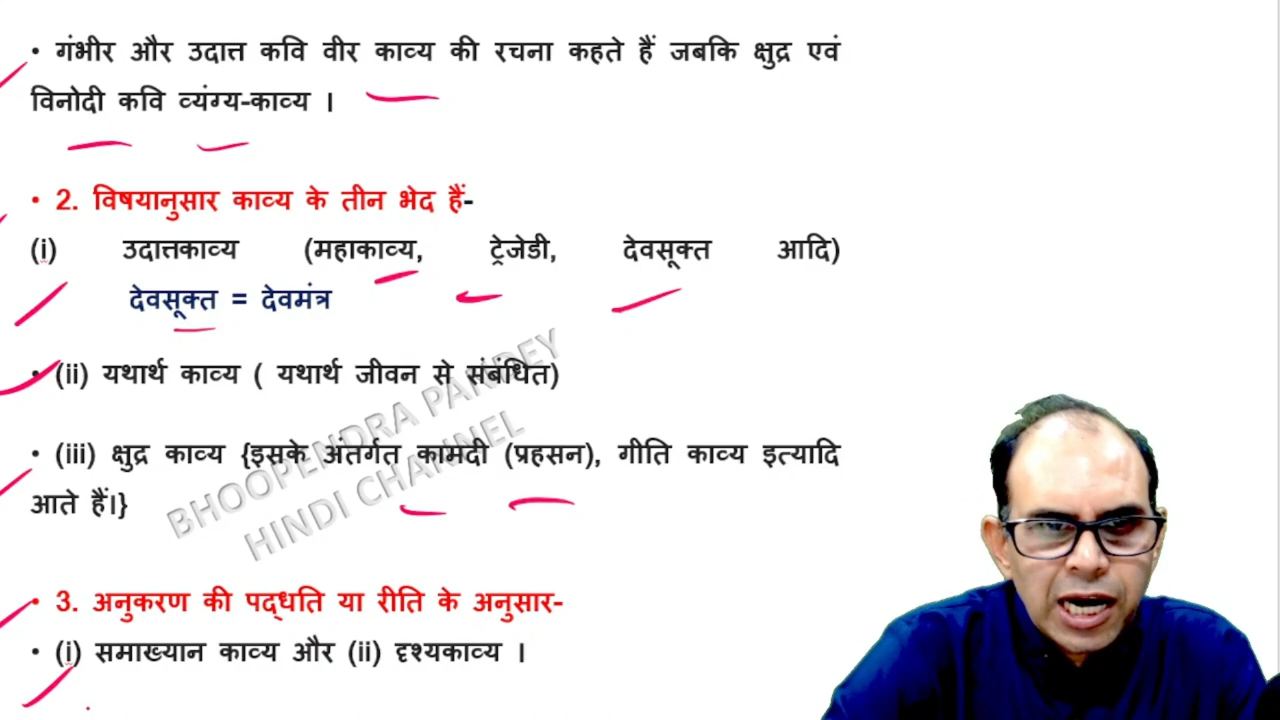 • गंभीर और उदात्त कवि वीर काव्य की रचना कहते हैं जबकि क्षुद्र एवं
विनोदी कवि व्यंग्य-काव्य ।
• 2. विषयानुसार काव्य के तीन भेद हैं-
(i) उदात्तकाव्य (महाकाव्य, ट्रेजेडी, देवसूक्त आदि)
देवसूक्त = देवमंत्र
• (ii) यथार्थ काव्य ( यथार्थ जीवन से संबंधित)
• (iii) क्षुद्र काव्य {इसके अंतर्गत कामदी (प्रहसन), गीति काव्य इत्यादि
आते हैं।}
BHOOPENDRA PANDEY
HINDI CHANNEL
• 3. अनुकरण की पद्धति या रीति के अनुसार-
• (i) समाख्यान काव्य और (ii) दृश्यकाव्य ।